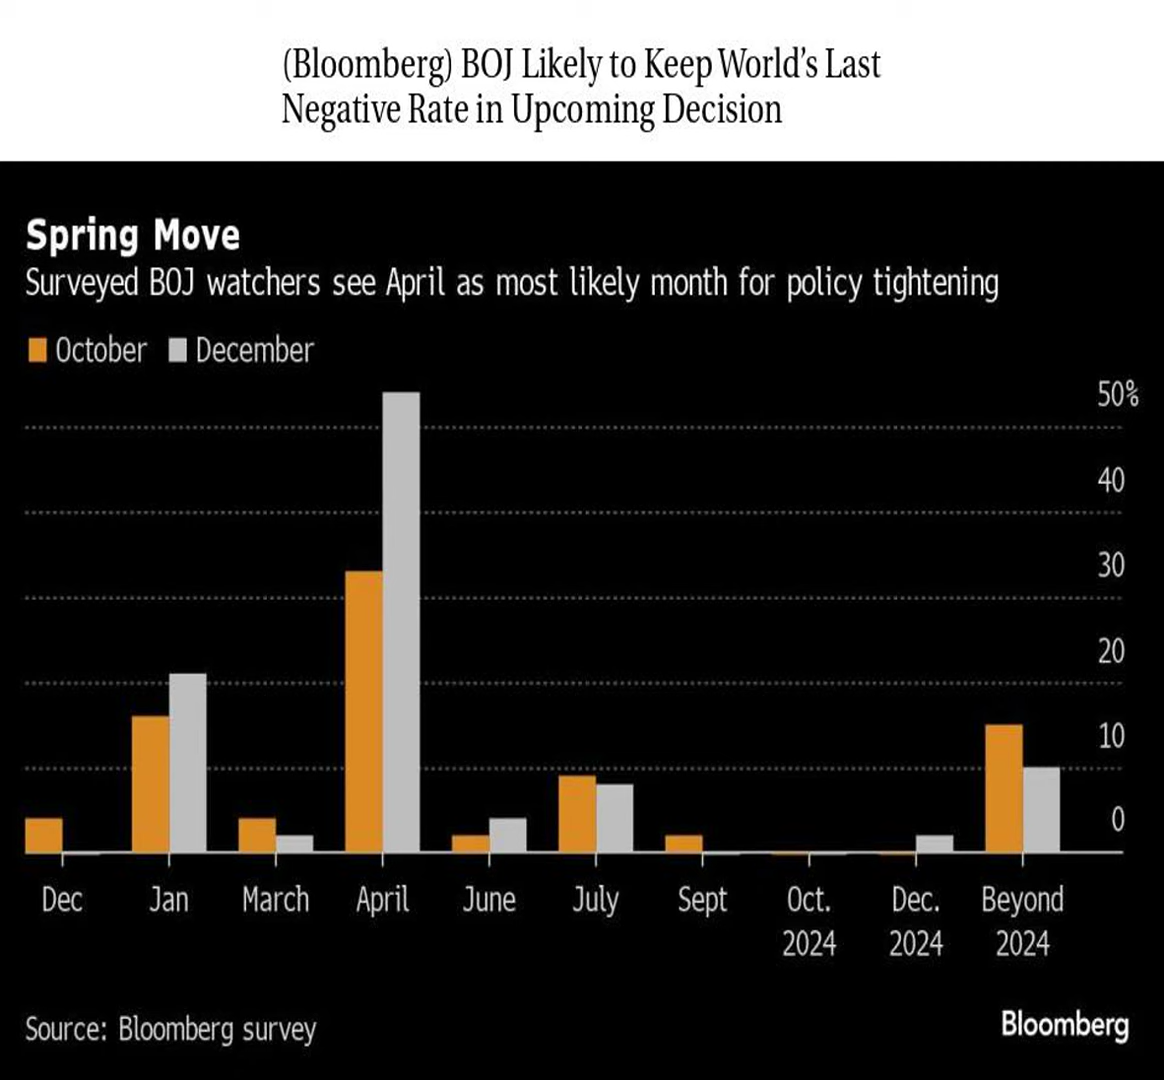 (Bloomberg) BOJ Likely to Keep World’s Last
Negative Rate in Upcoming Decision
Spring Move
Surveyed BOJ watchers see April as most likely month for policy tightening
October December
50%
40
30
20
10
0
Dec Jan March April June July Sept Oct. Dec. Beyond
2024 2024 2024
Source: Bloomberg survey
Bloomberg